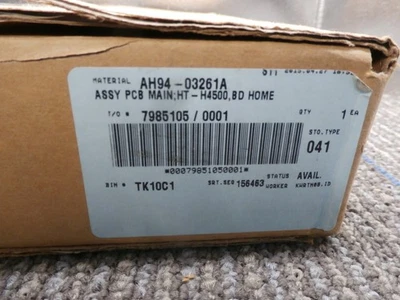 MATERIAL AH94-03261A
ASSY PCB MAIN;HT-H4500,BD HOME
T/O # 7985105/0001 QTY 1 EA
STO.TYPE
041
*00079851050001*
STATUS AVAIL.
BIN # TK10C1 SRT.SEQ 156463 WORKER